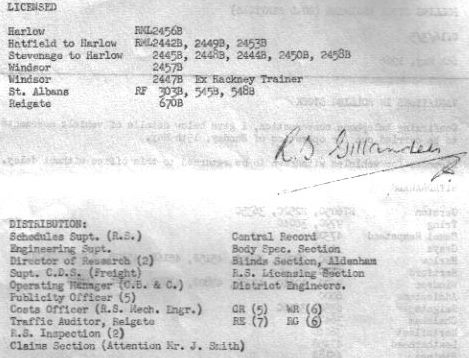 LICENSED
Harlow RML2456B
Hatfield to Harlow RML2442B, 2449B, 2453B
Stevenage to Harlow 2445B, 2448B, 2444B, 2450B, 2458B
Windsor 2457B
Windsor 2447B Ex Hackney Trainer
St. Albans RF 303B, 545B, 548B
Reigate 670B
R B Gillanders
DISTRIBUTION:
Schedules Supt. (R.S.) Central Record
Engineering Supt. Body Spec. Section
Director of Research (2) Blinds Section, Aldenham
Supt. C.D.S. (Freight) R.S. Licensing Section
Operating Manager (C.B. & C.) District Engineers.
Publicity Officer (5)
Costs Officer (R.S. Mech. Engr.) GR (5) WR (6)
Traffic Auditor, Reigate RE (7) RG (6)
R.S. Inspection (2)
Claims Section (Attention Mr. J. Smith)